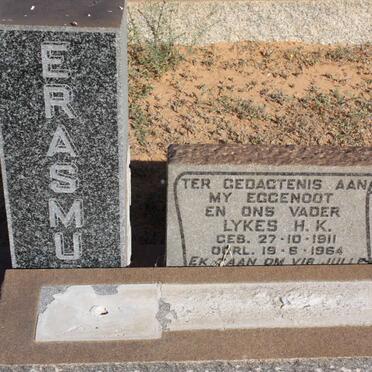 ERASMU
TER GEDAGTENIS AAN
MY EGGENOOT
EN ONS VADER
LYKES H. K.
GEB. 27-10-1911
OORL. 19-6-1964
EK GAAN OM VIR JULLE